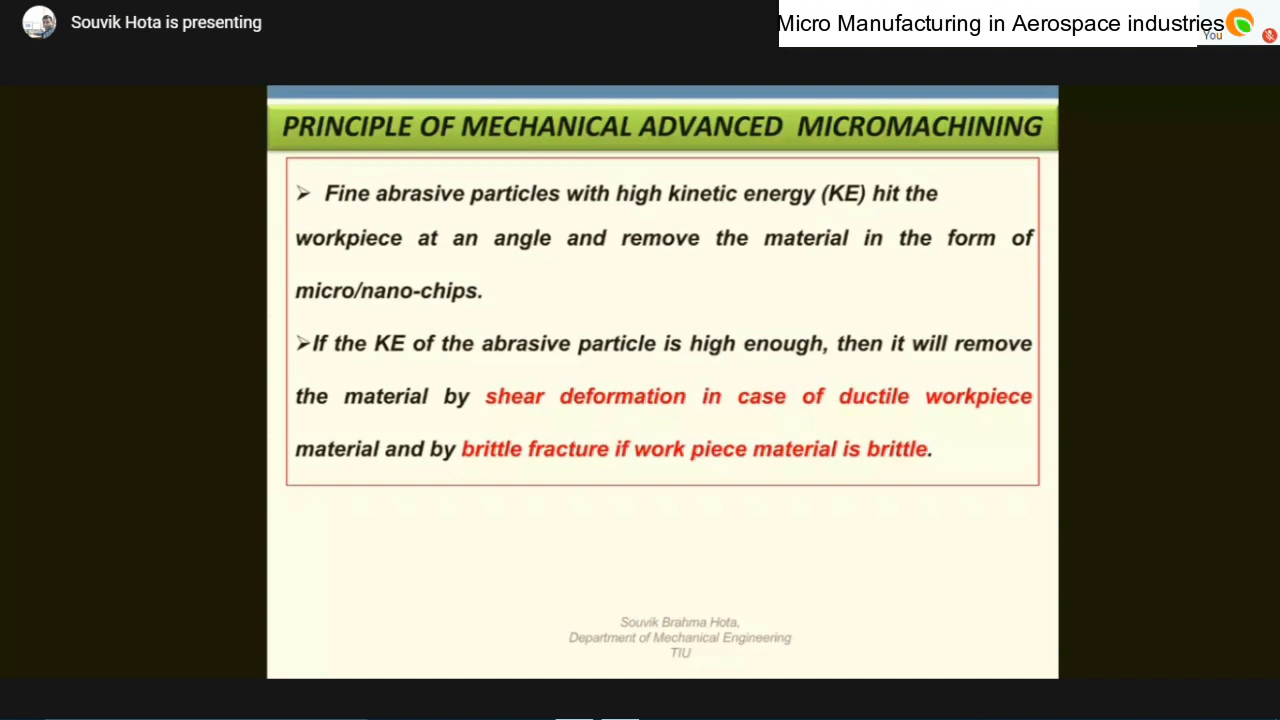 Souvik Hota is presenting
Micro Manufacturing in Aerospace industries
You
PRINCIPLE OF MECHANICAL ADVANCED MICROMACHINING
➢ Fine abrasive particles with high kinetic energy (KE) hit the
workpiece at an angle and remove the material in the form of
micro/nano-chips.
➢If the KE of the abrasive particle is high enough, then it will remove
the material by shear deformation in case of ductile workpiece
material and by brittle fracture if work piece material is brittle.
Souvik Brahma Hota,
Department of Mechanical Engineering
TIU